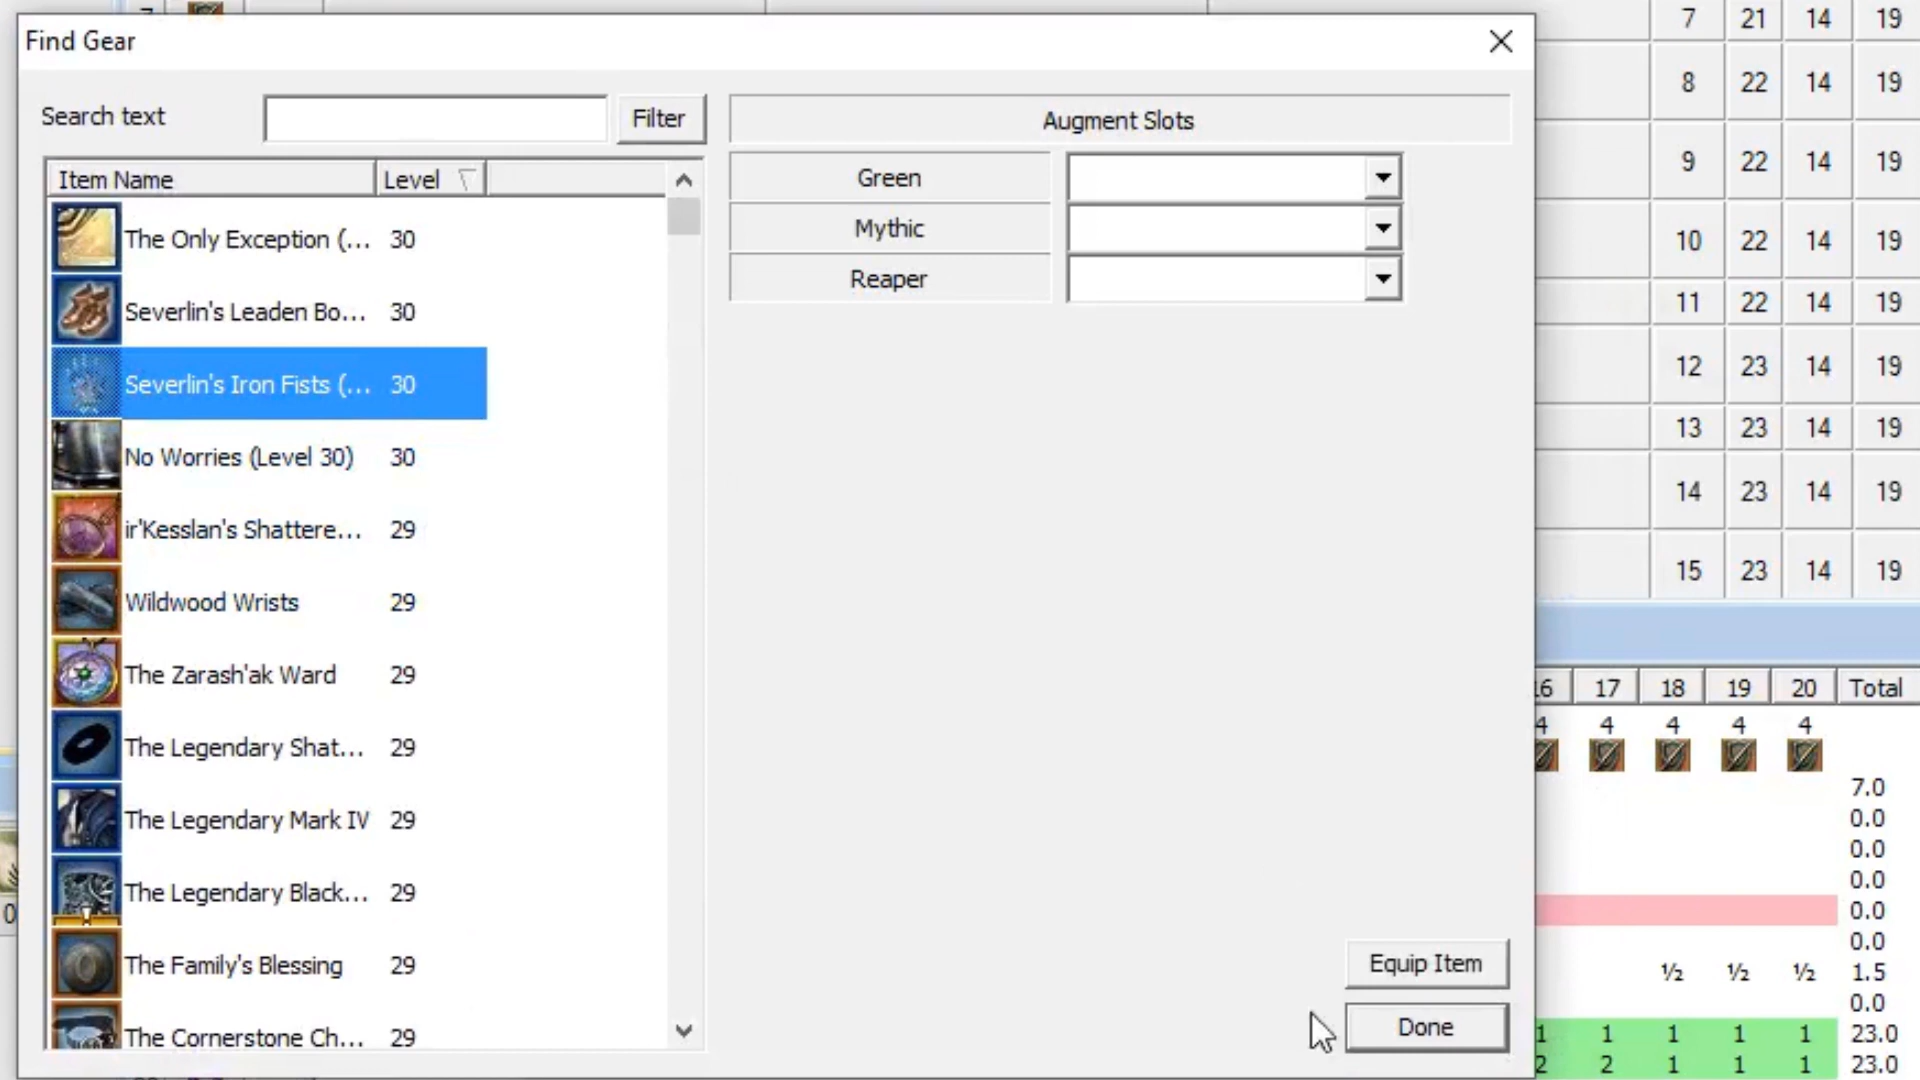 7 21 14 19
Find Gear
Search text Filter Augment Slots
8 22 14 19
Item Name Level Green
9 22 14 19
The Only Exception (... 30 Mythic
10 22 14 19
Reaper
Severlin's Leaden Bo... 30
11 22 14 19
Severlin's Iron Fists (... 30
12 23 14 19
No Worries (Level 30) 30
13 23 14 19
ir'Kesslan's Shattere... 29
14 23 14 19
Wildwood Wrists 29
15 23 14 19
The Zarash'ak Ward 29
16 17 18 19 20 Total
4 4 4 4 4
The Legendary Shat... 29
7.0
The Legendary Mark IV 29
0.0
0.0
0.0
The Legendary Black... 29
0.0
0.0
The Family's Blessing 29
Equip Item
½ ½ ½ 1.5
0.0
The Cornerstone Ch... 29
Done
1 1 1 1 1 23.0
2 2 1 1 1 23.0